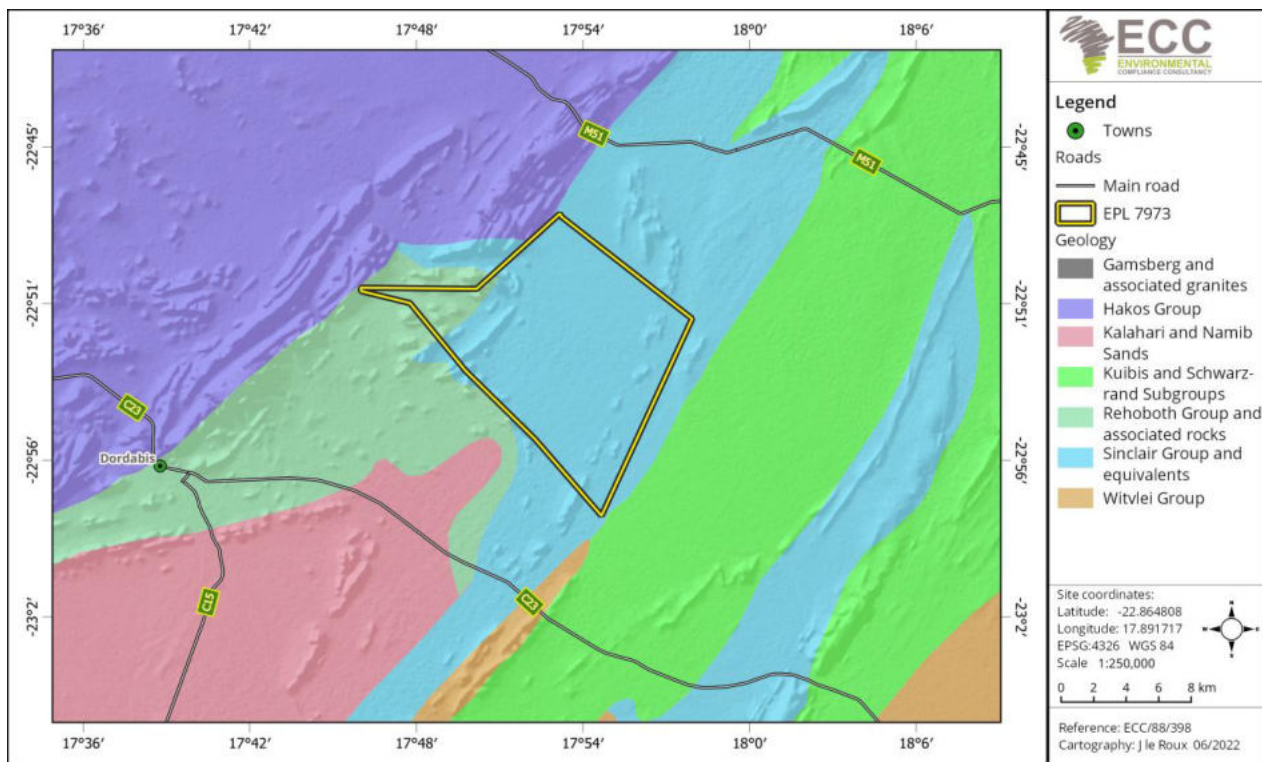 17°36′ 17°42′ 17°48′ 17°54′ 18°0′ 18°6′
-22°45′ -22°45′
-22°51′ -22°51′
-22°56′ -22°56′
-23°2′ -23°2′
M51
M51
C23
Dordabis
C15
C23
17°36′ 17°42′ 17°48′ 17°54′ 18°0′ 18°6′
ECC
ENVIRONMENTAL
COMPLIANCE CONSULTANCY
Legend
Towns
Roads
Main road
EPL 7973
Geology
Gamsberg and
associated granites
Hakos Group
Kalahari and Namib
Sands
Kuibis and Schwarz-
rand Subgroups
Rehoboth Group and
associated rocks
Sinclair Group and
equivalents
Witvlei Group
Site coordinates:
Latitude: -22.864808
Longitude: 17.891717
EPSG:4326 WGS 84
Scale 1:250,000
0 2 4 6 8 km
Reference: ECC/88/398
Cartography: J le Roux 06/2022